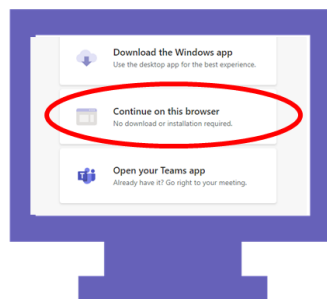 Download the Windows app
Use the desktop app for the best experience.
Continue on this browser
No download or installation required.
Open your Teams app
Already have it? Go right to your meeting.